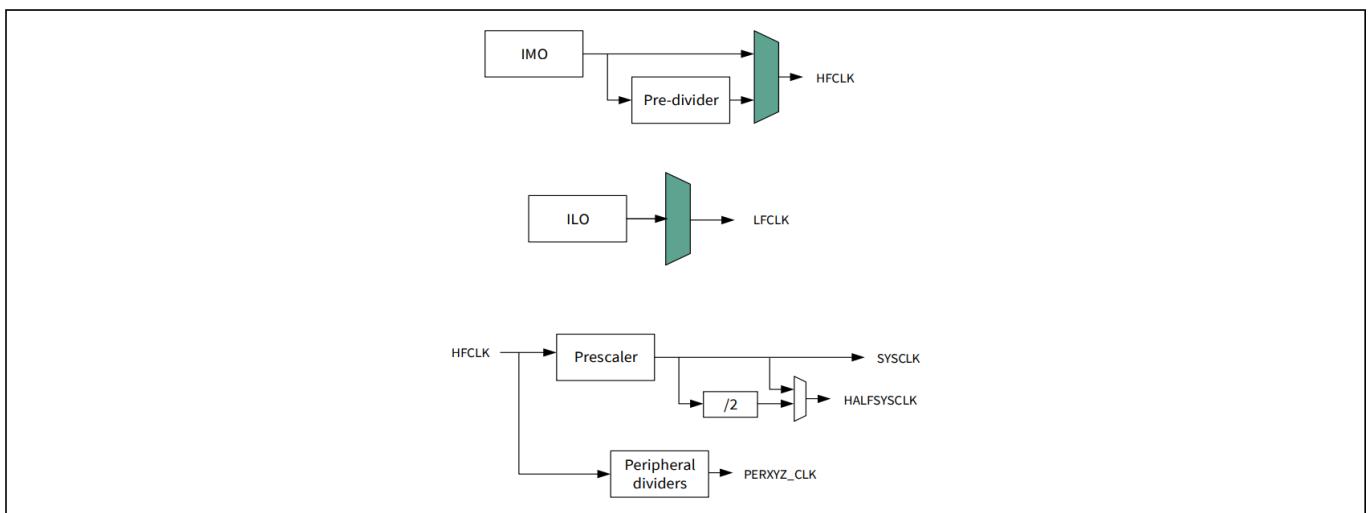 IMO
HFCLK
Pre-divider
ILO
LFCLK
HFCLK
Prescaler
SYSCLK
/2
HALFSYSCLK
Peripheral
dividers
PERXYZ_CLK